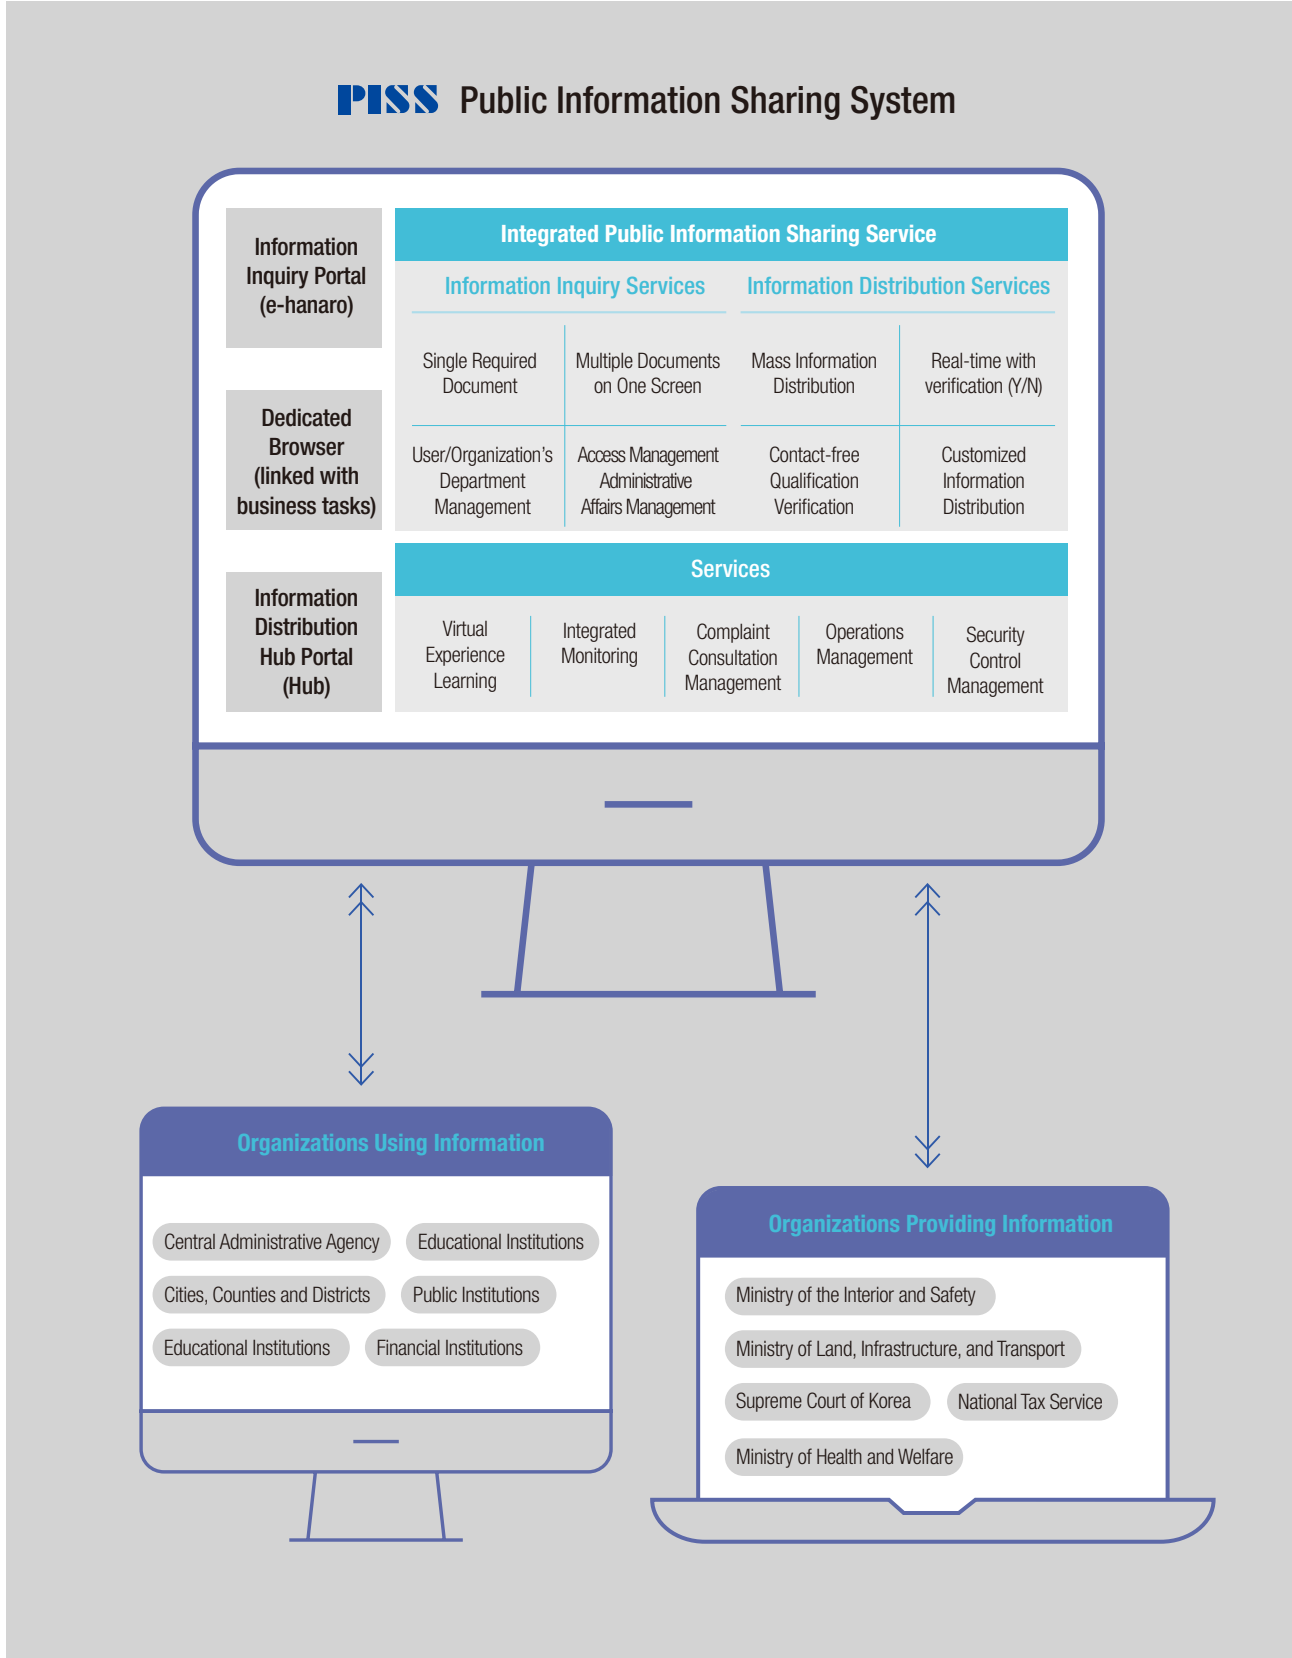 PISS Public Information Sharing System
Information
Inquiry Portal
(e-hanaro)
Dedicated
Browser
(linked with
business tasks)
Information
Distribution
Hub Portal
(Hub)
Integrated Public Information Sharing Service
Information Inquiry Services
Single Required
Document
Multiple Documents
on One Screen
User/Organization's
Department
Management
Access Management
Administrative
Affairs Management
Information Distribution Services
Mass Information
Distribution
Real-time with
verification (Y/N)
Contact-free
Qualification
Verification
Customized
Information
Distribution
Services
Virtual
Experience
Learning
Integrated
Monitoring
Complaint
Consultation
Management
Operations
Management
Security
Control
Management
Organizations Using Information
Central Administrative Agency
Educational Institutions
Cities, Counties and Districts
Public Institutions
Educational Institutions
Financial Institutions
Organizations Providing Information
Ministry of the Interior and Safety
Ministry of Land, Infrastructure, and Transport
Supreme Court of Korea
National Tax Service
Ministry of Health and Welfare